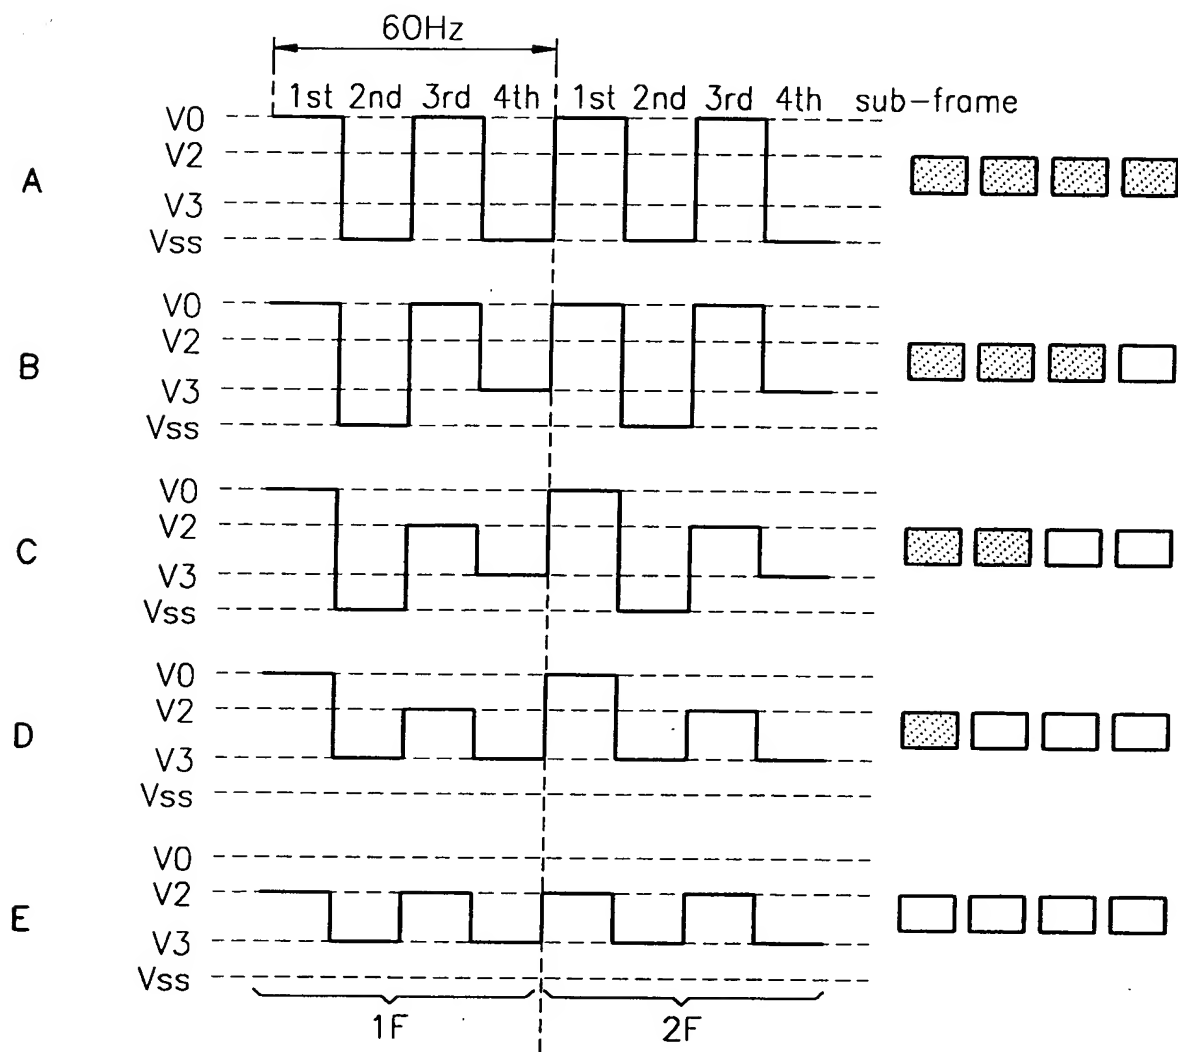 60Hz
1st 2nd 3rd 4th 1st 2nd 3rd 4th sub-frame
A
V0
V2
V3
Vss
B
V0
V2
V3
Vss
C
V0
V2
V3
Vss
D
V0
V2
V3
Vss
E
V0
V2
V3
Vss
1F 2F